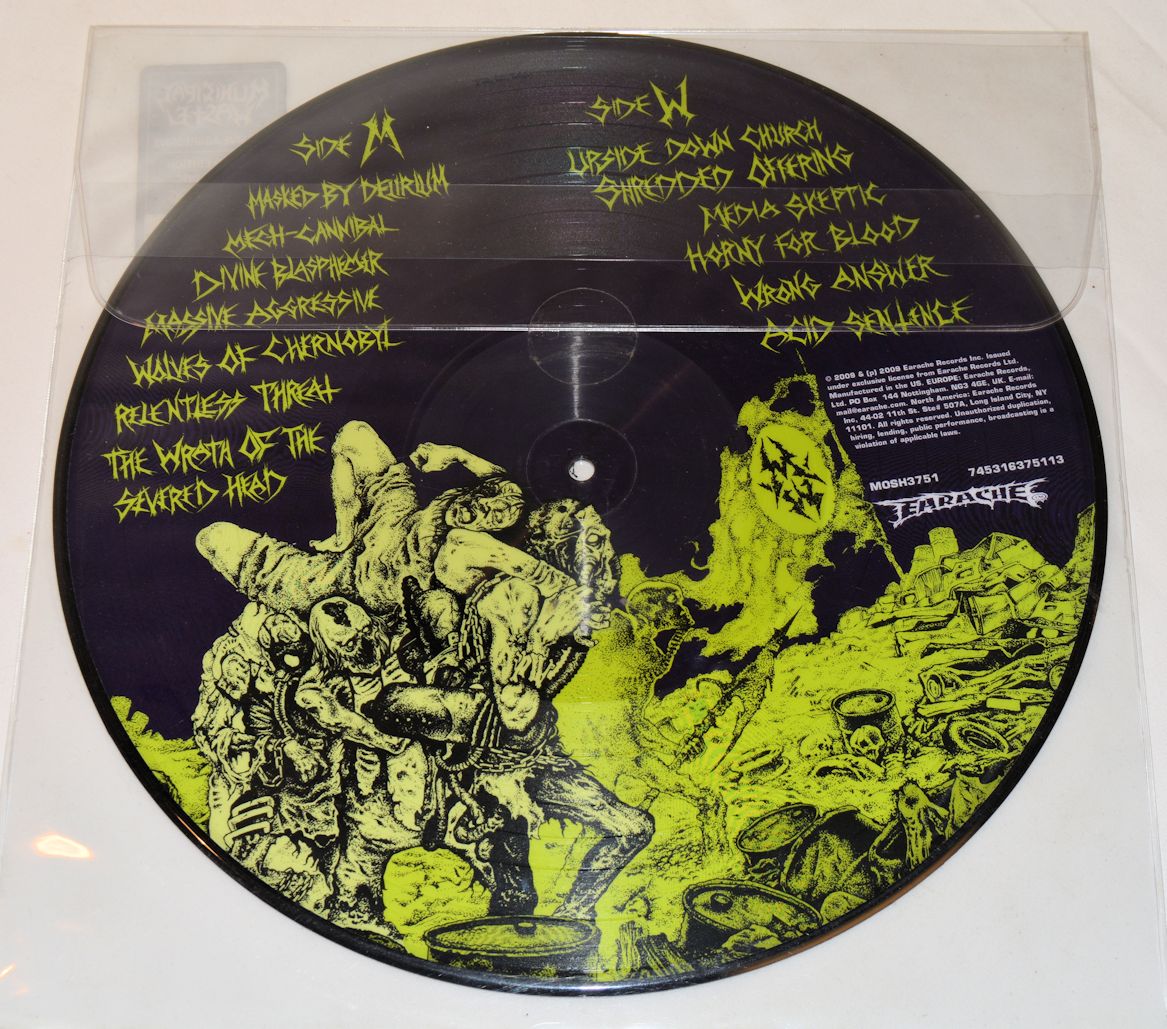 MUNICIPAL
WASTE
SIDE M
MASKED BY DELIRIUM
MECH-CANNIBAL
DIVINE BLASPHEMER
MASSIVE AGGRESSIVE
WOLVES OF CHERNOBYL
RELENTLESS THREAT
THE WRATH OF THE
SEVERED HEAD
SIDE W
UPSIDE DOWN CHURCH
SHREDDED OFFERING
MEDIA SKEPTIC
HORNY FOR BLOOD
WRONG ANSWER
ACID SENTENCE
© 2009 & (p) 2009 Earache Records Inc. Issued
under exclusive license from Earache Records Ltd.
Manufactured in the US. EUROPE: Earache Records,
Ltd. PO Box 144 Nottingham. NG3 4GE, UK. E-mail:
mail@earache.com. North America: Earache Records
Inc, 44-02 11th St. Ste# 507A, Long Island City, NY
11101. All rights reserved. Unauthorized duplication,
hiring, lending, public performance, broadcasting is a
violation of applicable laws.
MOSH3751 745316375113
EARACHE